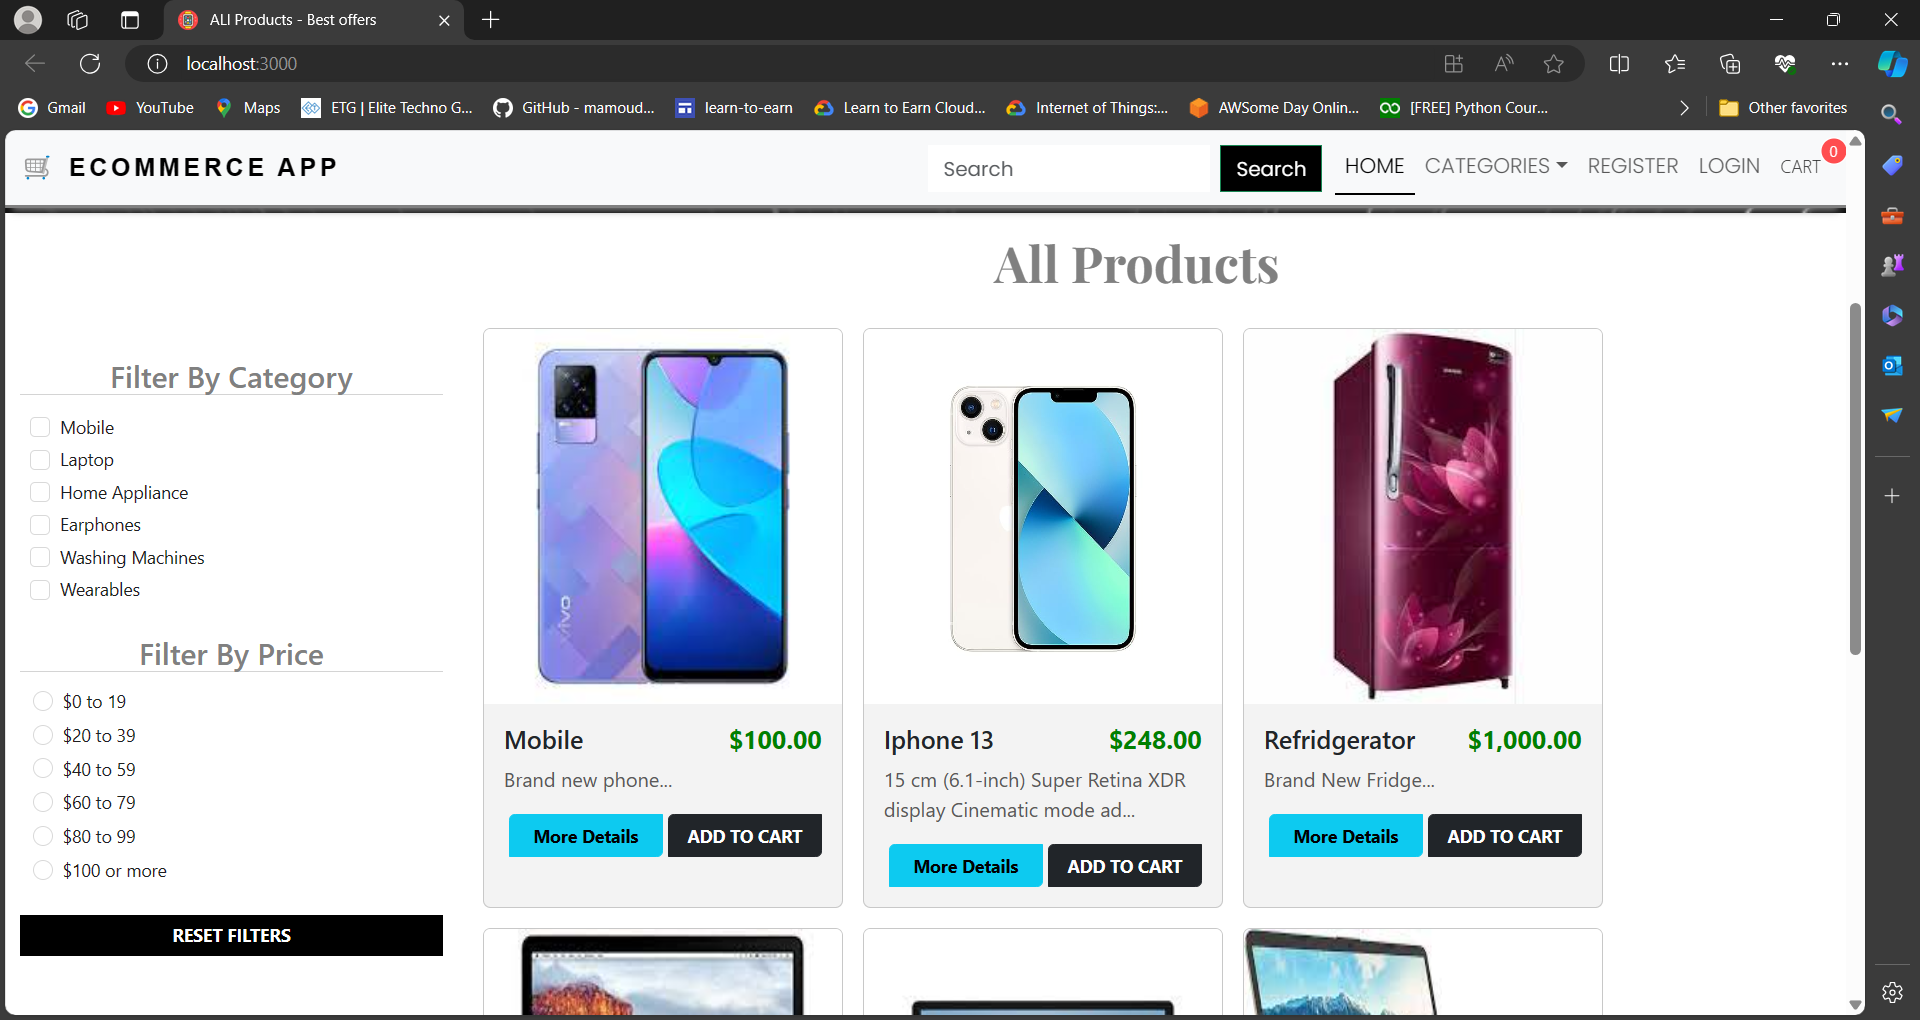 ALI Products - Best offers
localhost:3000
Gmail
YouTube
Maps
ETG | Elite Techno G...
GitHub - mamoud...
learn-to-earn
Learn to Earn Cloud...
Internet of Things:...
AWSome Day Onlin...
[FREE] Python Cour...
Other favorites
ECOMMERCE APP
Search
Search
HOME
CATEGORIES
REGISTER
LOGIN
CART
0
All Products
Filter By Category
Mobile
Laptop
Home Appliance
Earphones
Washing Machines
Wearables
Filter By Price
$0 to 19
$20 to 39
$40 to 59
$60 to 79
$80 to 99
$100 or more
RESET FILTERS
vivo
Mobile $100.00
Brand new phone...
More Details ADD TO CART
Iphone 13 $248.00
15 cm (6.1-inch) Super Retina XDR
display Cinematic mode ad...
More Details ADD TO CART
SAMSUNG
Refridgerator $1,000.00
Brand New Fridge...
More Details ADD TO CART